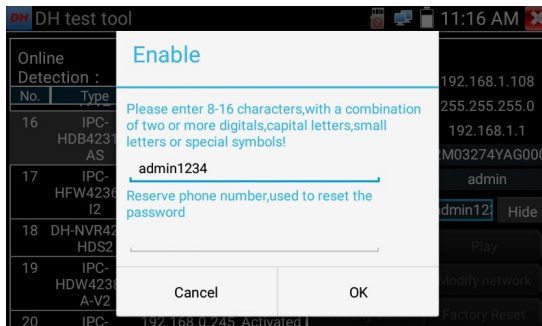 DH DH test tool 11:16 AM
Online
Detection :
No. Type
16 IPC-
HDB4231
AS
17 IPC-
HFW4236
I2
18 DH-NVR42
HDS2
19 IPC-
HDW4238
A-V2
20 IPC- 192.168.0.245 Activated
Enable
Please enter 8-16 characters,with a combination
of two or more digitals,capital letters,small
letters or special symbols!
admin1234
Reserve phone number,used to reset the
password
Cancel OK
192.168.1.108
255.255.255.0
192.168.1.1
M03274YAG00
admin
dmin12 Hide
Play
Modify network
Factory Reset